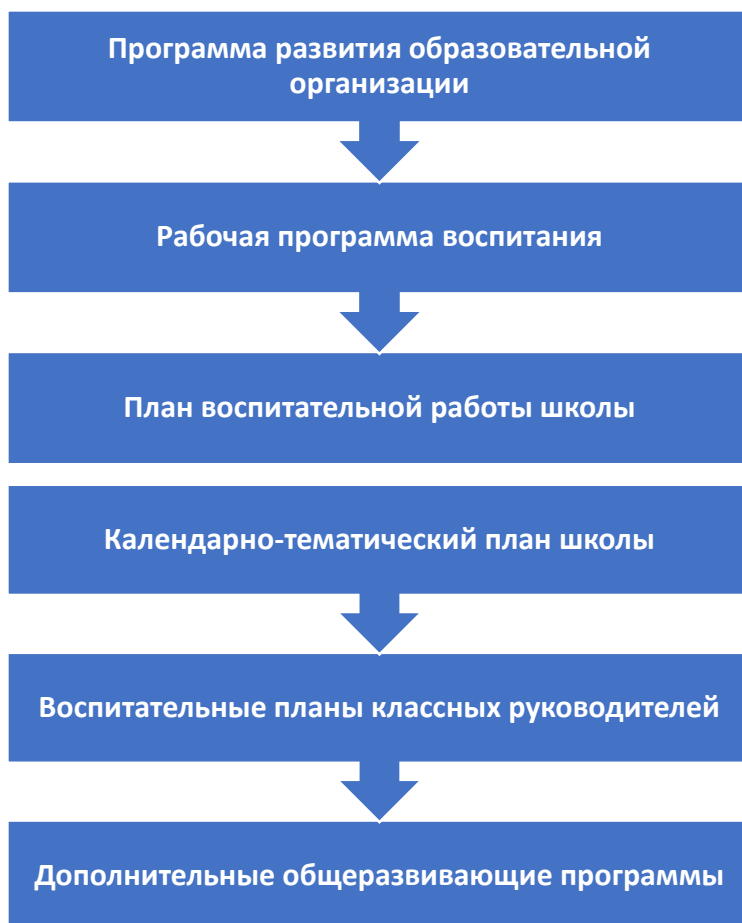 Программа развития образовательной
организации
Рабочая программа воспитания
План воспитательной работы школы
Календарно-тематический план школы
Воспитательные планы классных руководителей
Дополнительные общеразвивающие программы